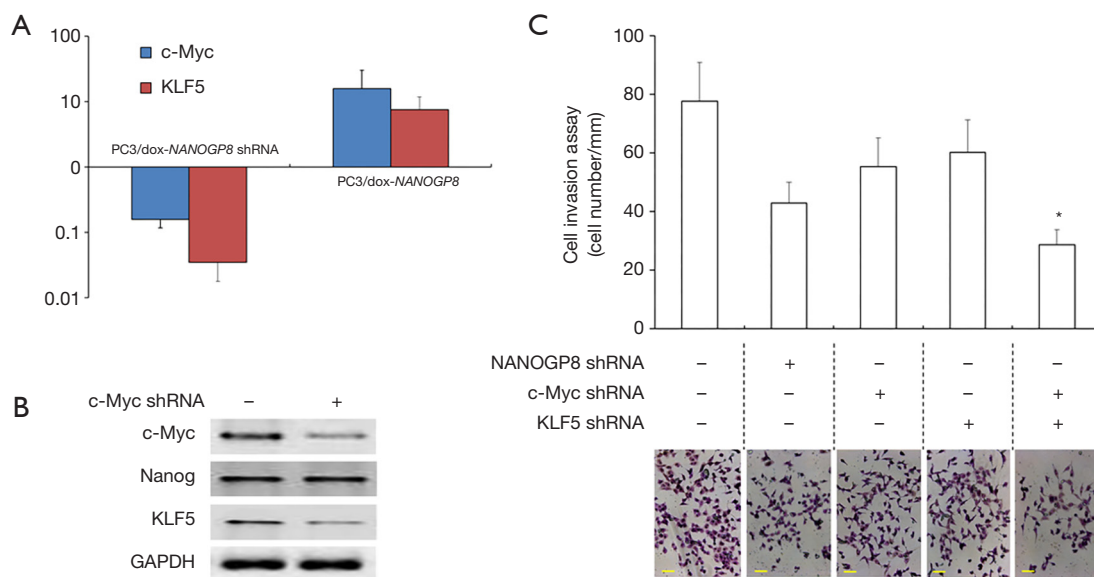 A
100
10
0
0.1
0.01
c-Myc
KLF5
PC3/dox-NANOGP8 shRNA
PC3/dox-NANOGP8
B
c-Myc shRNA – +
c-Myc
Nanog
KLF5
GAPDH
C
Cell invasion assay
(cell number/mm)
100
80
60
40
20
0
*
NANOGP8 shRNA – + – – –
c-Myc shRNA – – + – +
KLF5 shRNA – – – + +